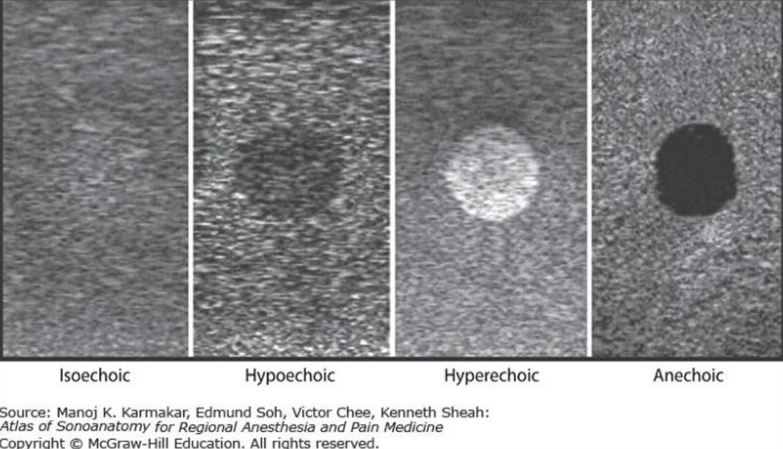 Isoechoic
Hypoechoic
Hyperechoic
Anechoic
Source: Manoj K. Karmakar, Edmund Soh, Victor Chee, Kenneth Sheah:
Atlas of Sonoanatomy for Regional Anesthesia and Pain Medicine
Copyright © McGraw-Hill Education. All rights reserved.